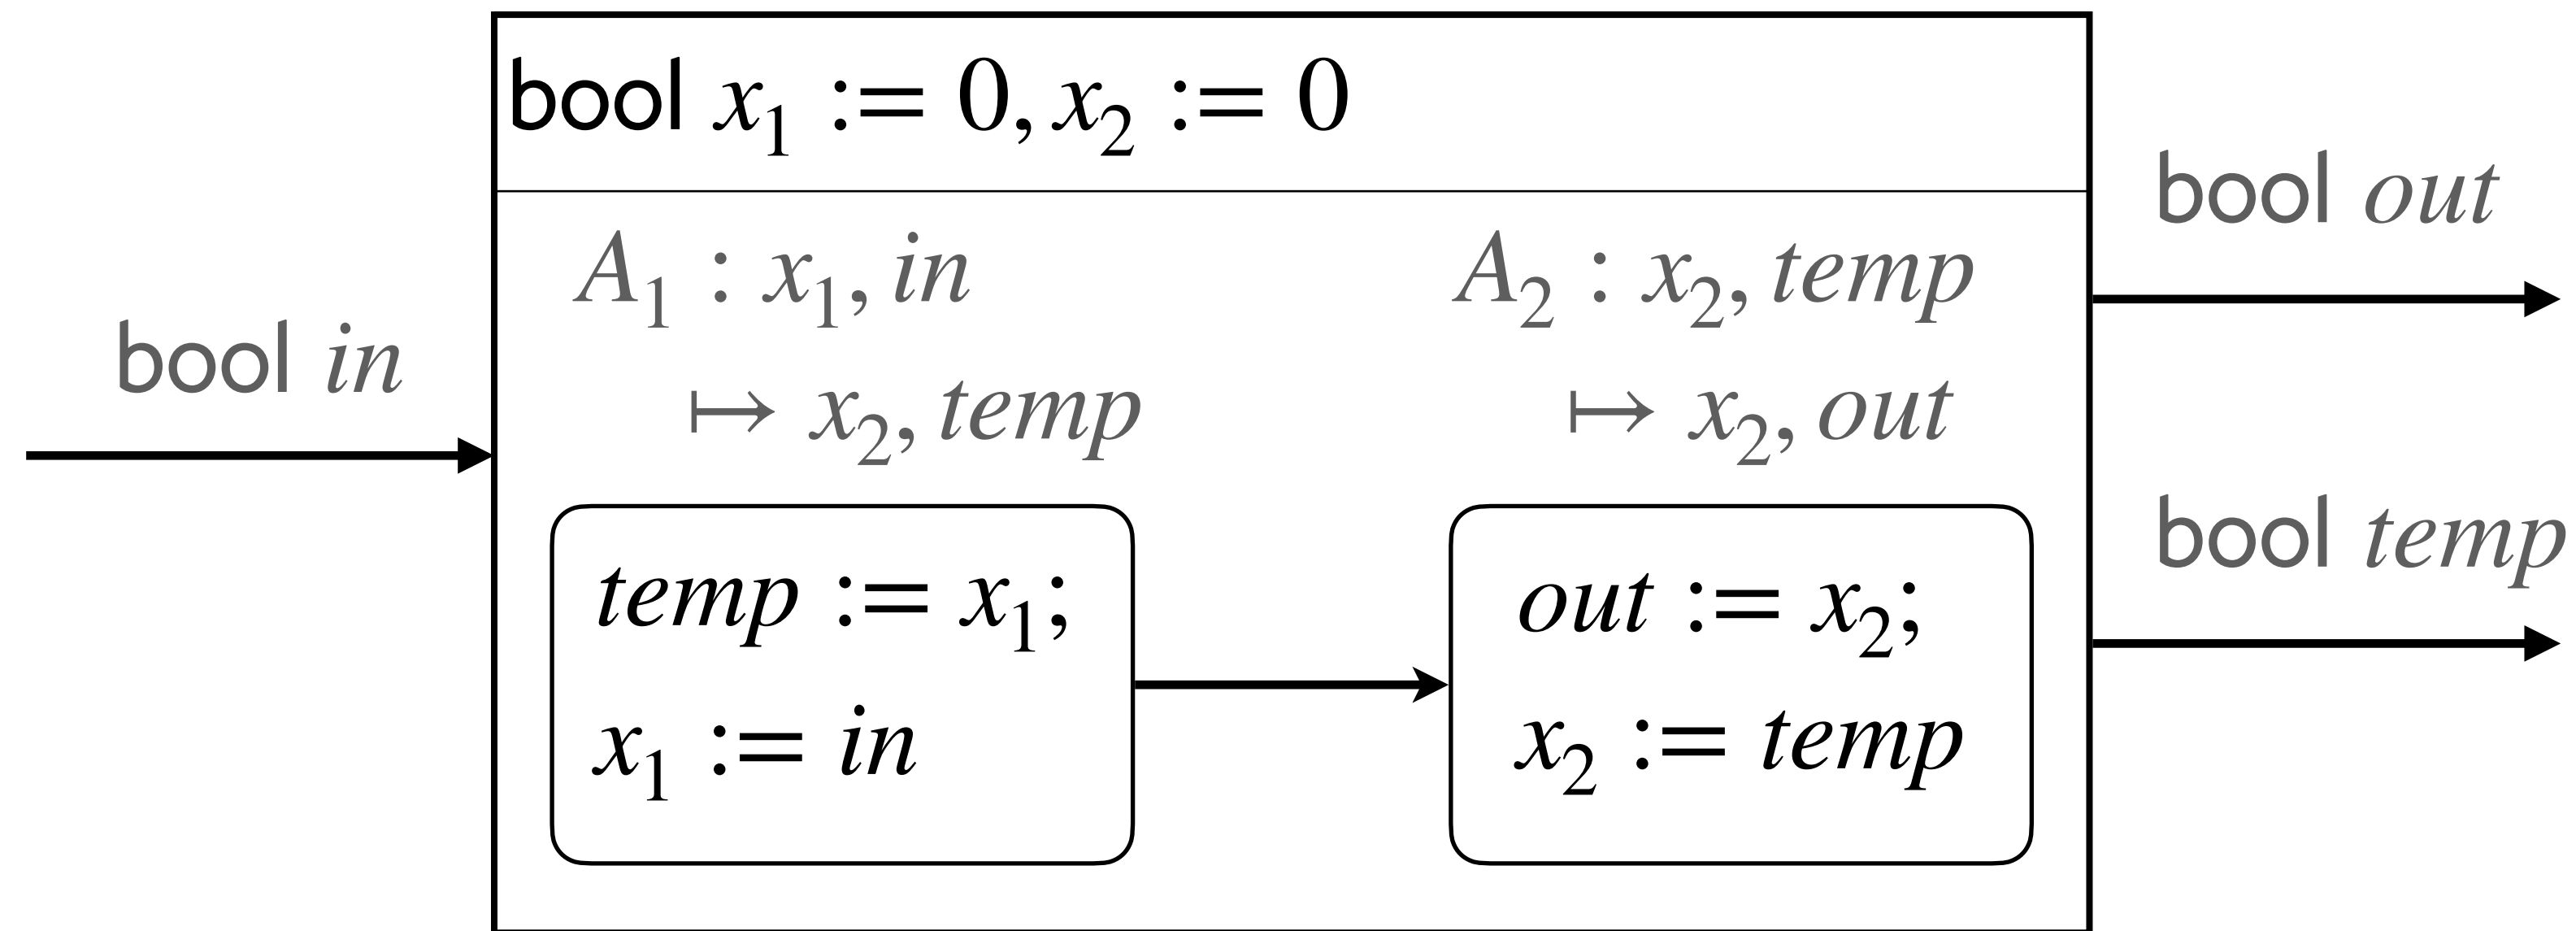 bool x₁ := 0, x₂ := 0
bool in
A₁ : x₁, in
↦ x₂, temp
temp := x₁;
x₁ := in
A₂ : x₂, temp
↦ x₂, out
out := x₂;
x₂ := temp
bool out
bool temp